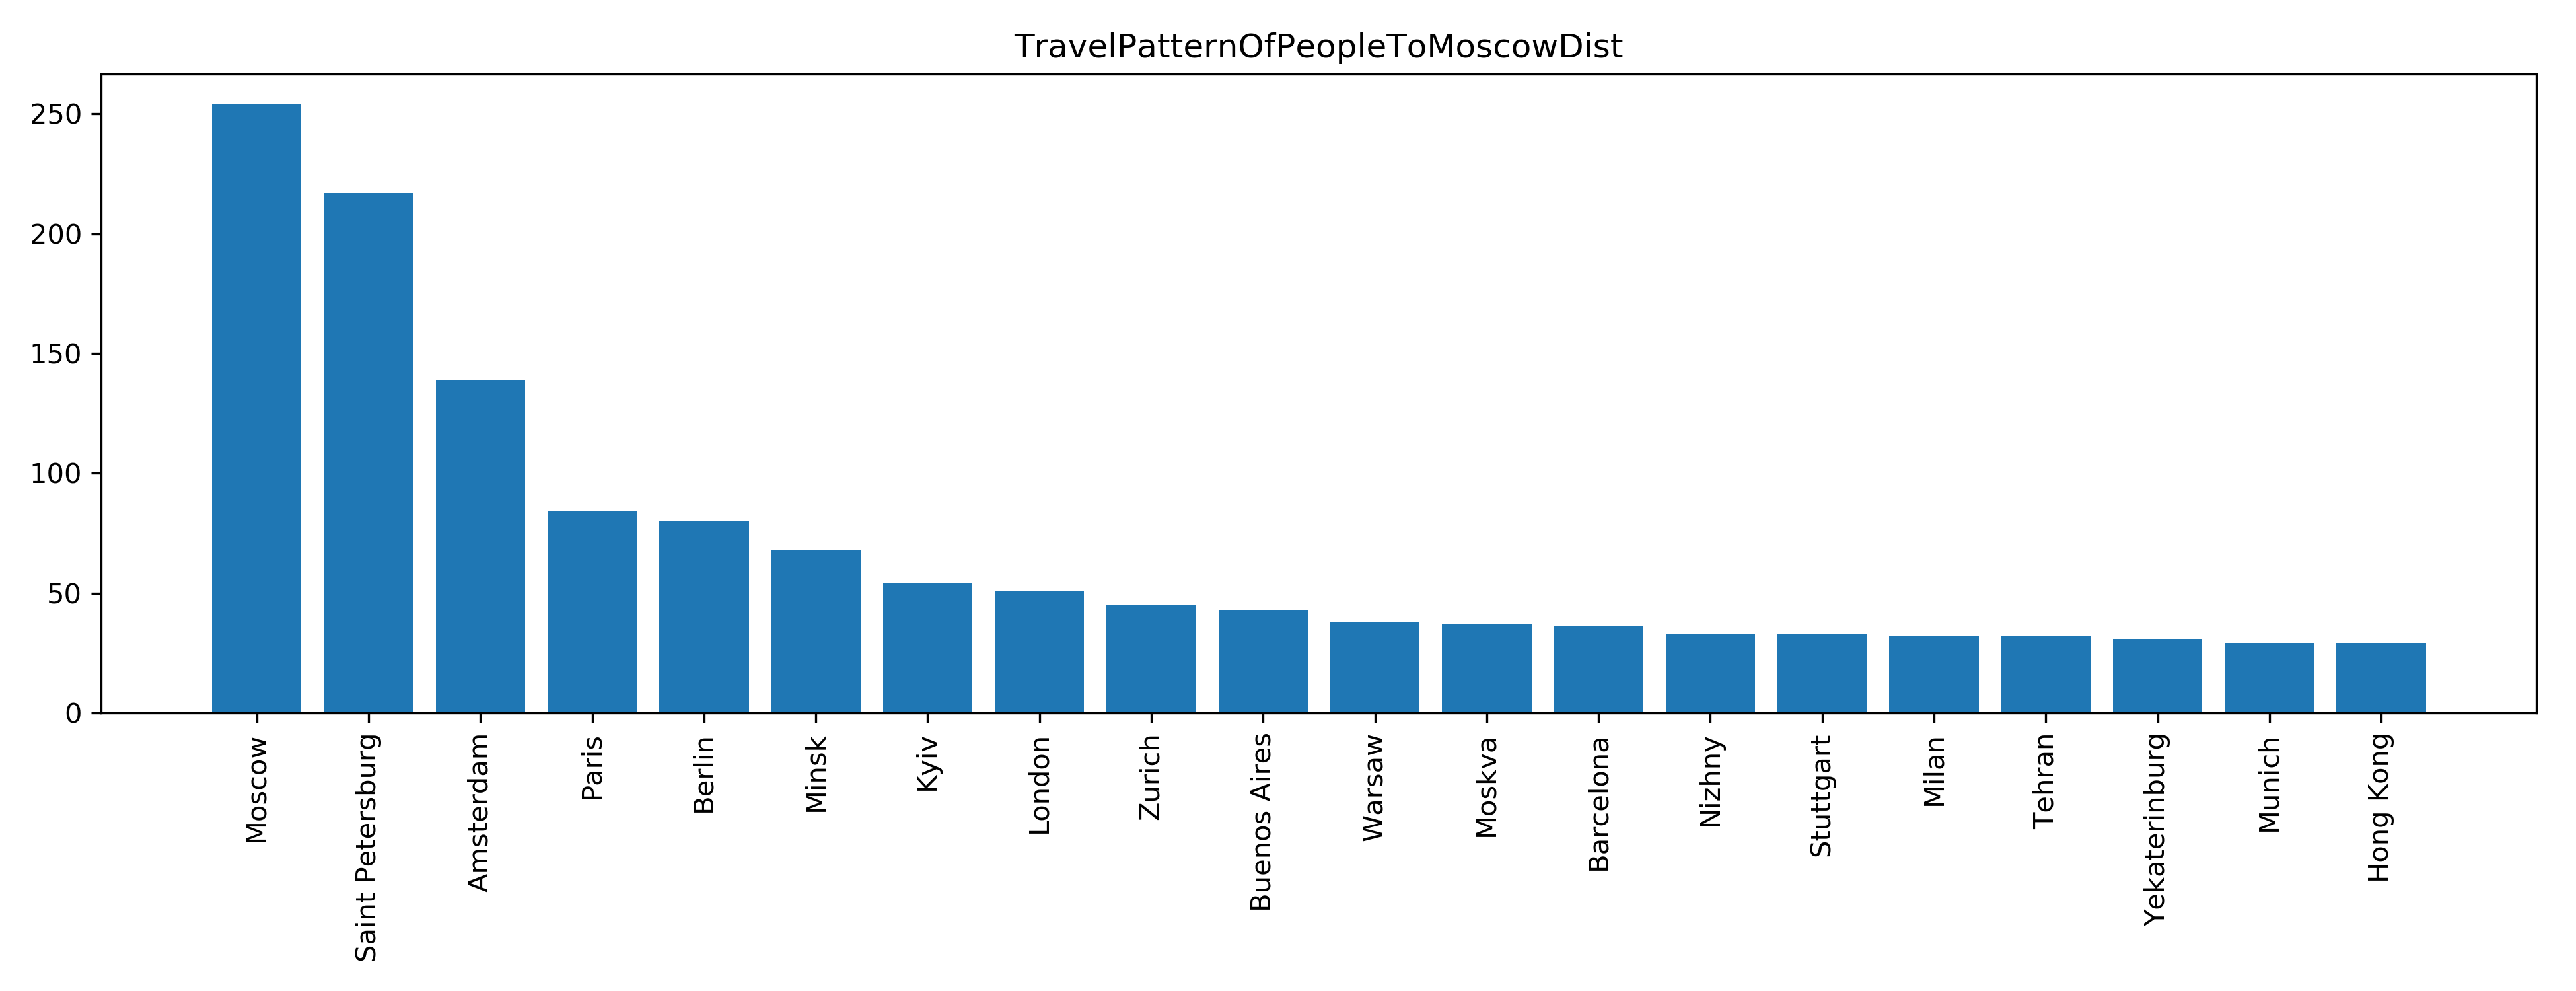 TravelPatternOfPeopleToMoscowDist
250
200
150
100
50
0
Moscow
Saint Petersburg
Amsterdam
Paris
Berlin
Minsk
Kyiv
London
Zurich
Buenos Aires
Warsaw
Moskva
Barcelona
Nizhny
Stuttgart
Milan
Tehran
Yekaterinburg
Munich
Hong Kong